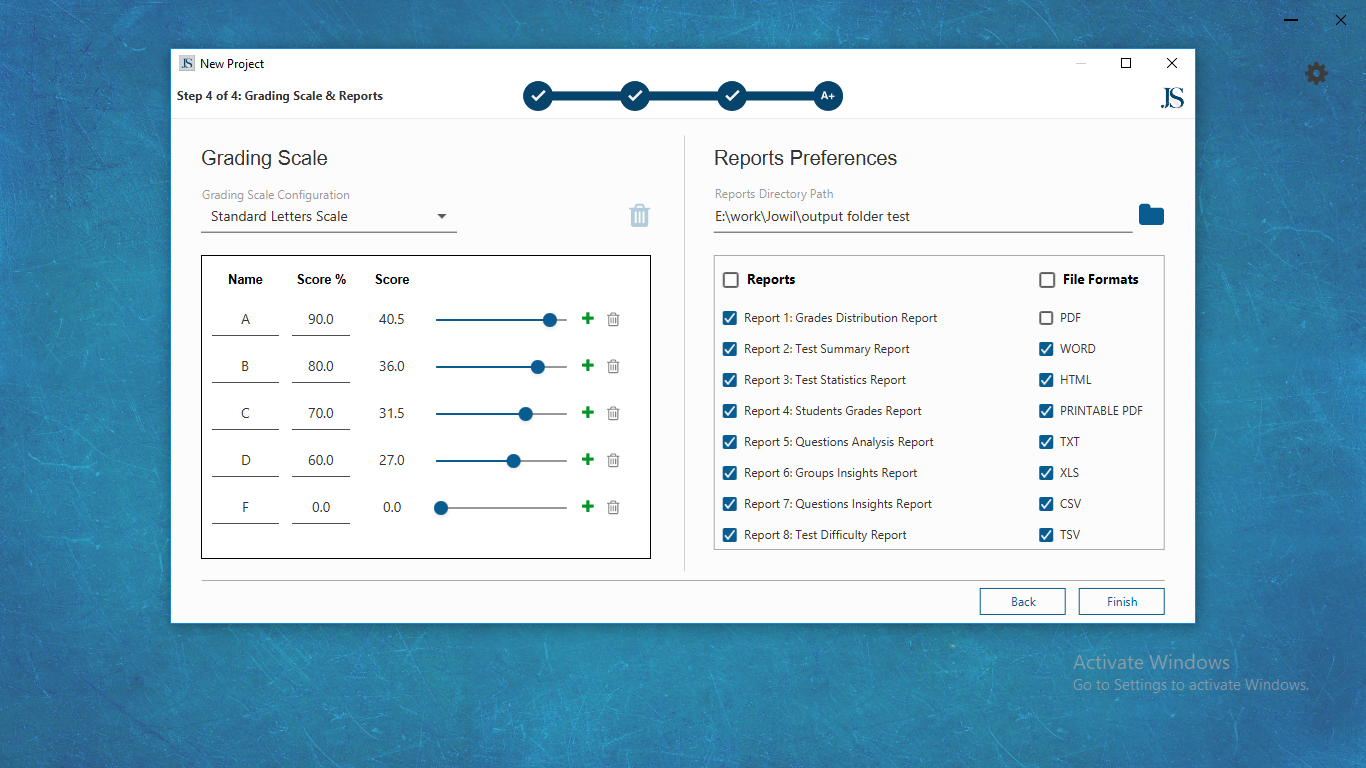 JS New Project
Step 4 of 4: Grading Scale & Reports
A+
JS
Grading Scale
Grading Scale Configuration
Standard Letters Scale
Name Score % Score
A 90.0 40.5
B 80.0 36.0
C 70.0 31.5
D 60.0 27.0
F 0.0 0.0
Reports Preferences
Reports Directory Path
E:\work\Jowil\output folder test
Reports File Formats
Report 1: Grades Distribution Report PDF
Report 2: Test Summary Report WORD
Report 3: Test Statistics Report HTML
Report 4: Students Grades Report PRINTABLE PDF
Report 5: Questions Analysis Report TXT
Report 6: Groups Insights Report XLS
Report 7: Questions Insights Report CSV
Report 8: Test Difficulty Report TSV
Back Finish
Activate Windows
Go to Settings to activate Windows.